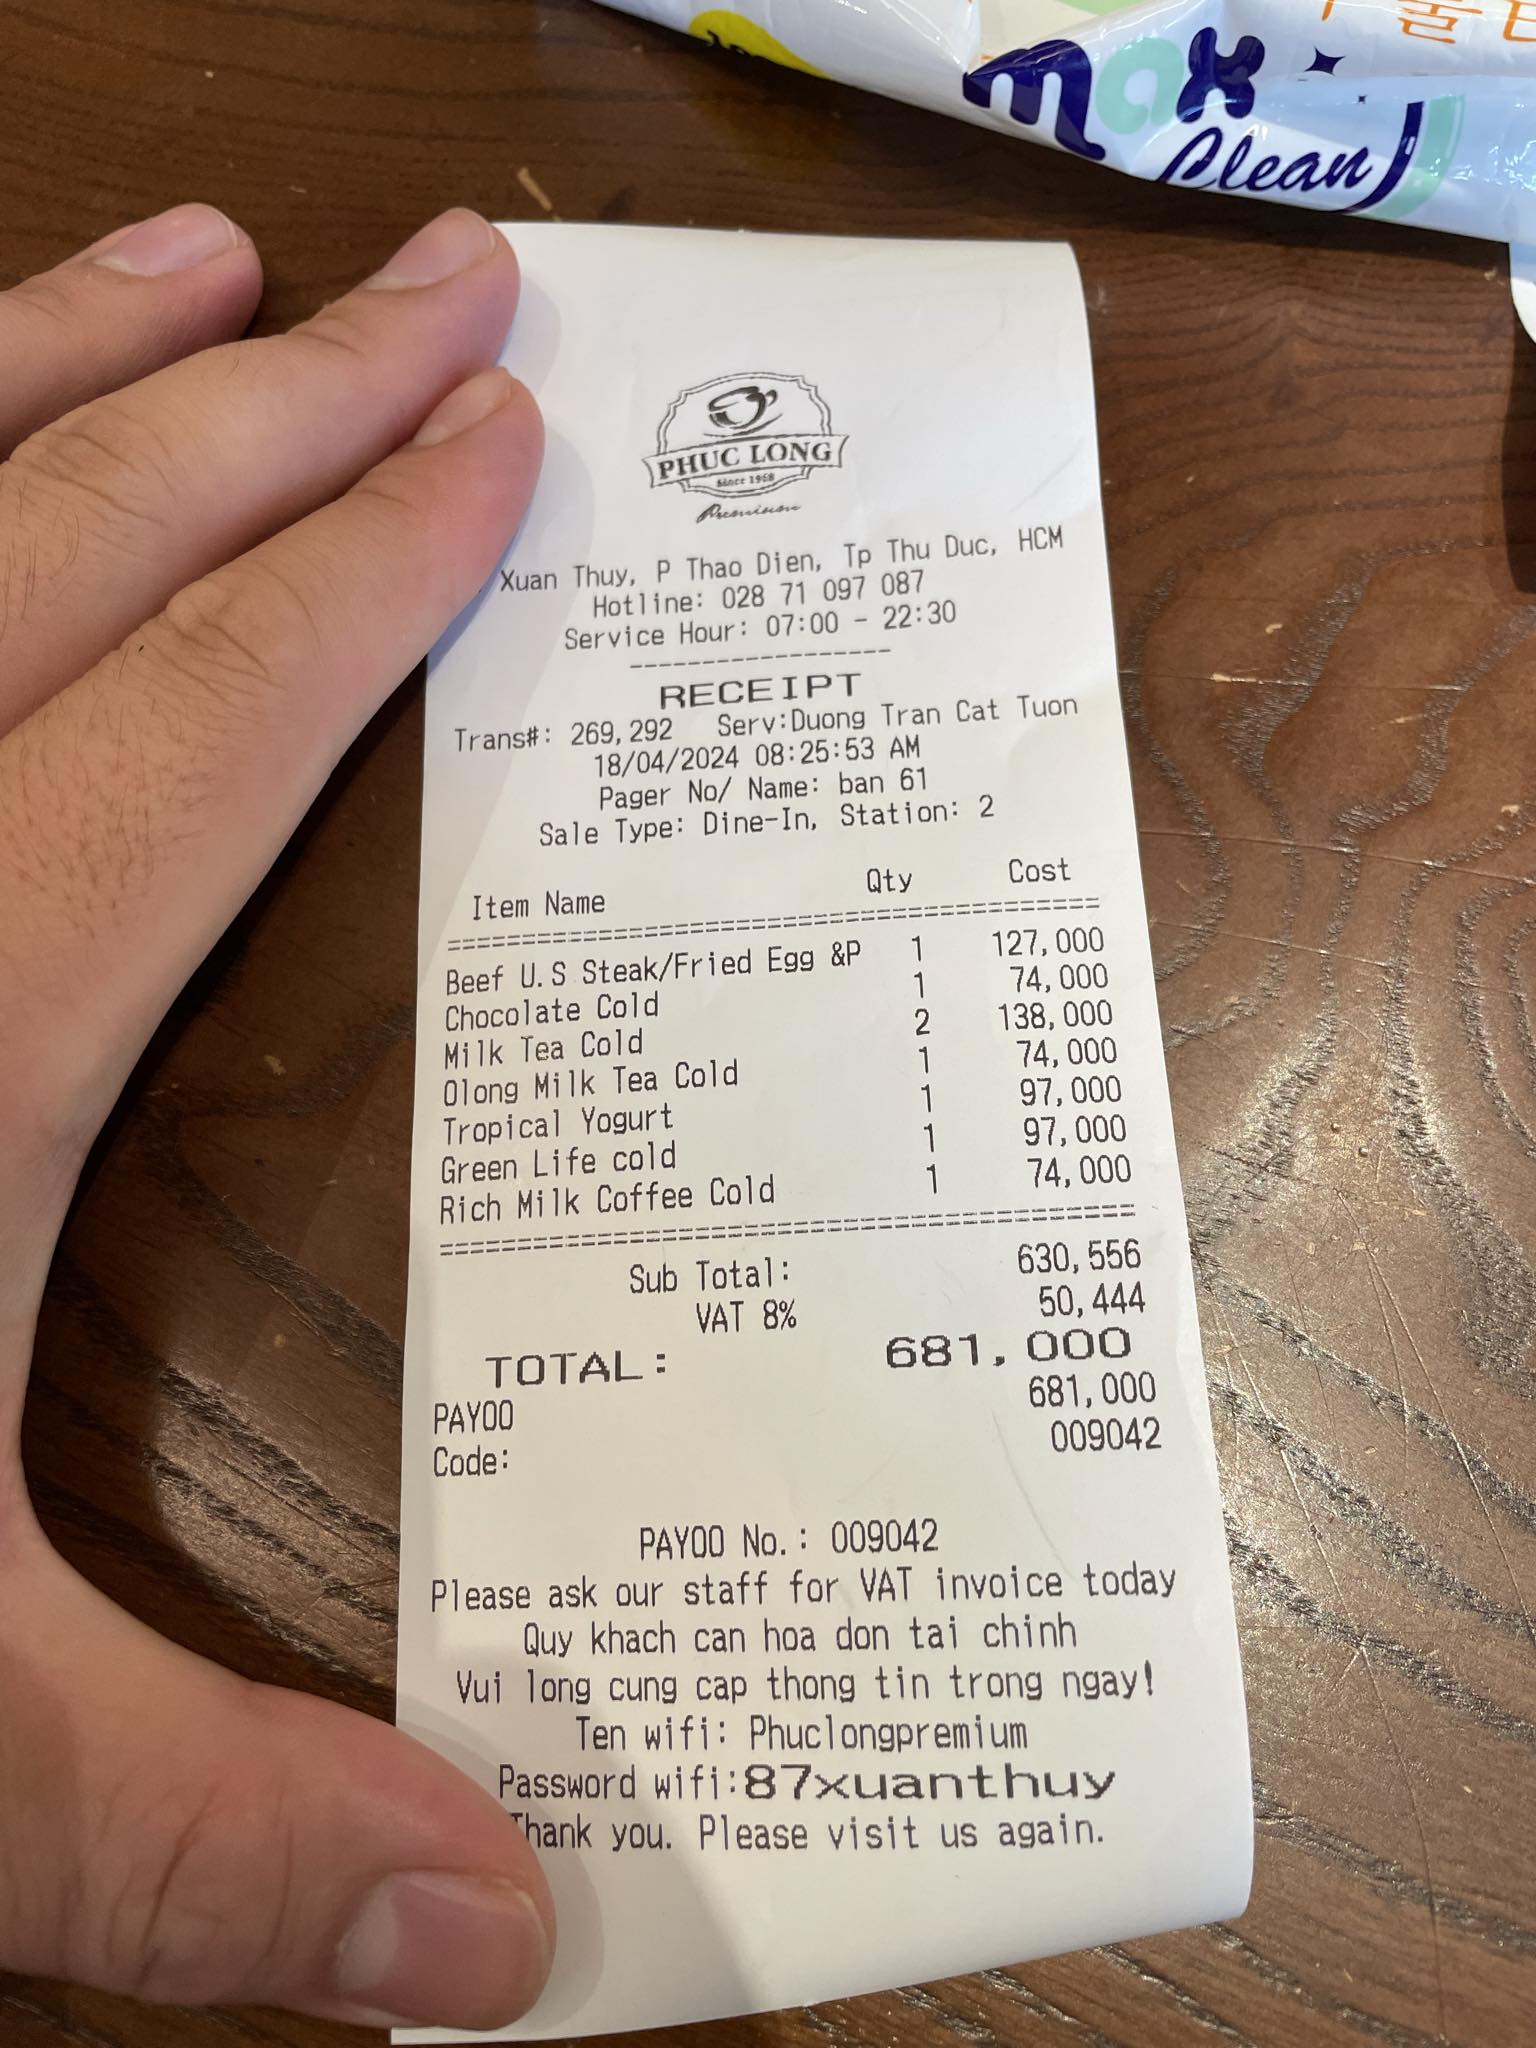 max
Clean
PHUC LONG
Since 1968
Premium
Xuan Thuy, P Thao Dien, Tp Thu Duc, HCM
Hotline: 028 71 097 087
Service Hour: 07:00 - 22:30
------------------
RECEIPT
Trans#: 269,292 Serv:Duong Tran Cat Tuon
18/04/2024 08:25:53 AM
Pager No/ Name: ban 61
Sale Type: Dine-In, Station: 2
Item Name Qty Cost
Beef U.S Steak/Fried Egg &P 1 127,000
Chocolate Cold 1 74,000
Milk Tea Cold 2 138,000
Olong Milk Tea Cold 1 74,000
Tropical Yogurt 1 97,000
Green Life cold 1 97,000
Rich Milk Coffee Cold 1 74,000
Sub Total: 630,556
VAT 8% 50,444
TOTAL: 681,000
PAYOO 681,000
Code: 009042
PAYOO No.: 009042
Please ask our staff for VAT invoice today
Quy khach can hoa don tai chinh
Vui long cung cap thong tin trong ngay!
Ten wifi: Phuclongpremium
Password wifi:87xuanthuy
Thank you. Please visit us again.